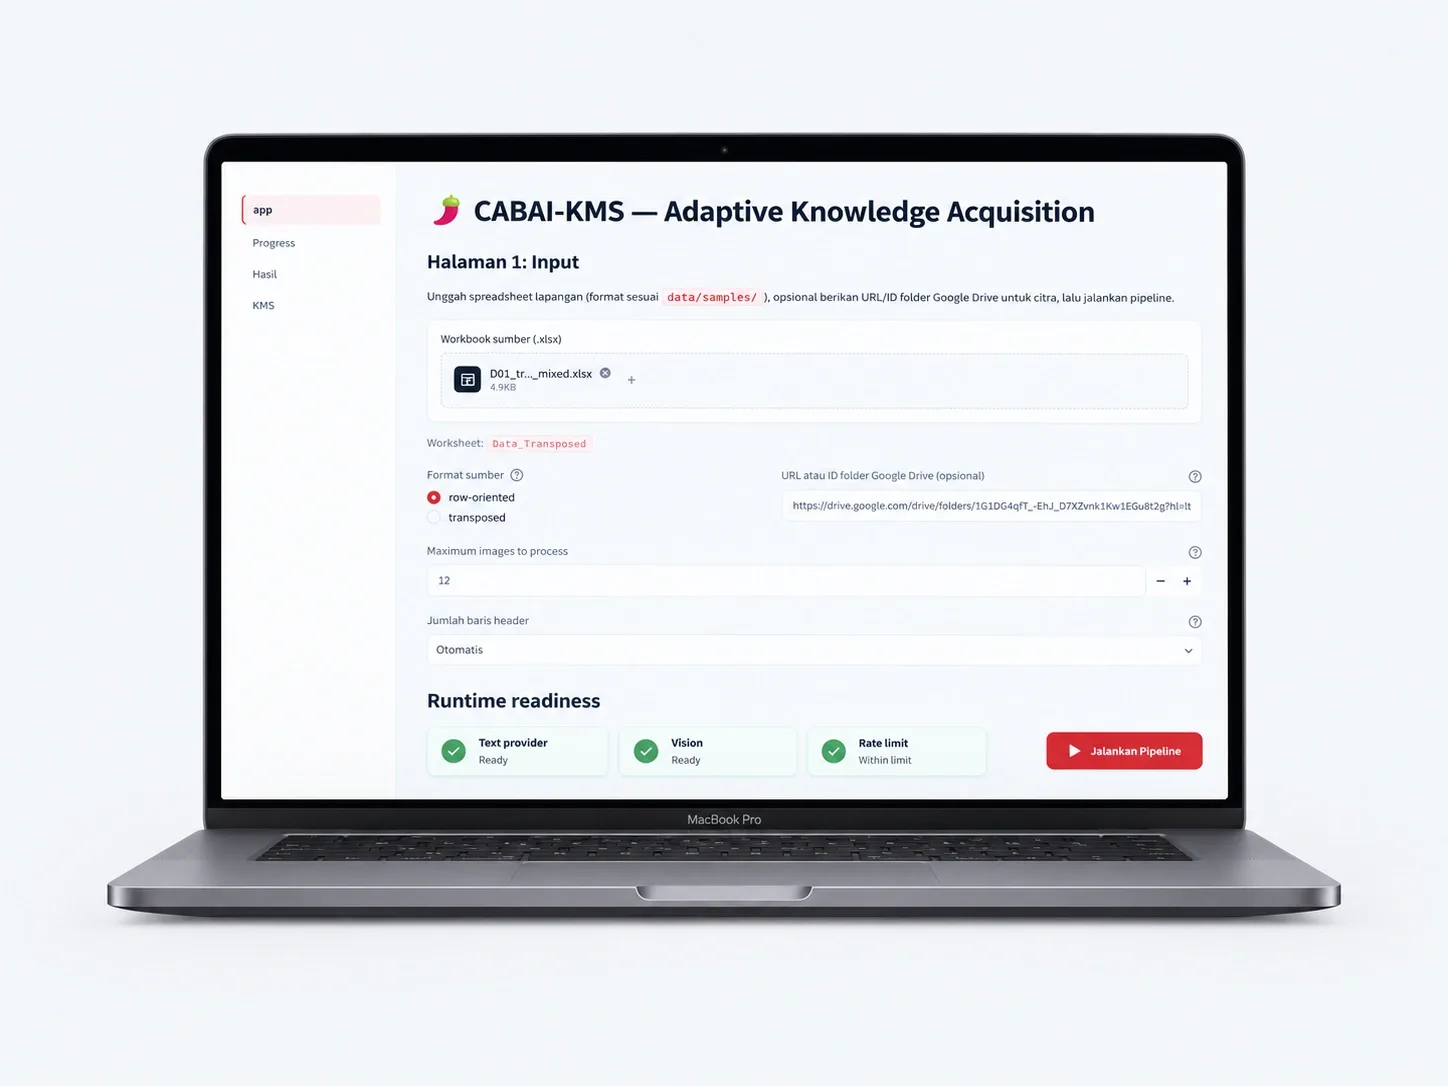 app
Progress
Hasil
KMS
CABAI-KMS — Adaptive Knowledge Acquisition
Halaman 1: Input
Unggah spreadsheet lapangan (format sesuai data/samples/ ), opsional berikan URL/ID folder Google Drive untuk citra, lalu jalankan pipeline.
Workbook sumber (.xlsx)
D01_tr..._mixed.xlsx
4.9KB
Worksheet: Data_Transposed
Format sumber
row-oriented
transposed
URL atau ID folder Google Drive (opsional)
https://drive.google.com/drive/folders/1G1DG4qfT_-EhJ_D7XZvnk1Kw1EGu8t2g?hl=lt
Maximum images to process
12
Jumlah baris header
Otomatis
Runtime readiness
Text provider
Ready
Vision
Ready
Rate limit
Within limit
Jalankan Pipeline
MacBook Pro